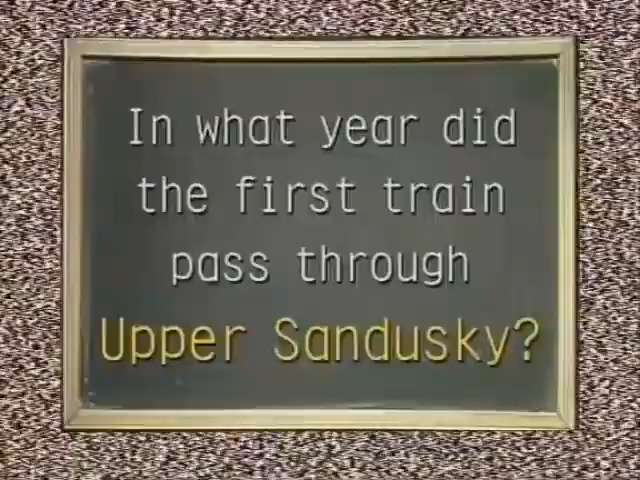 In what year did
the first train
pass through
Upper Sandusky?